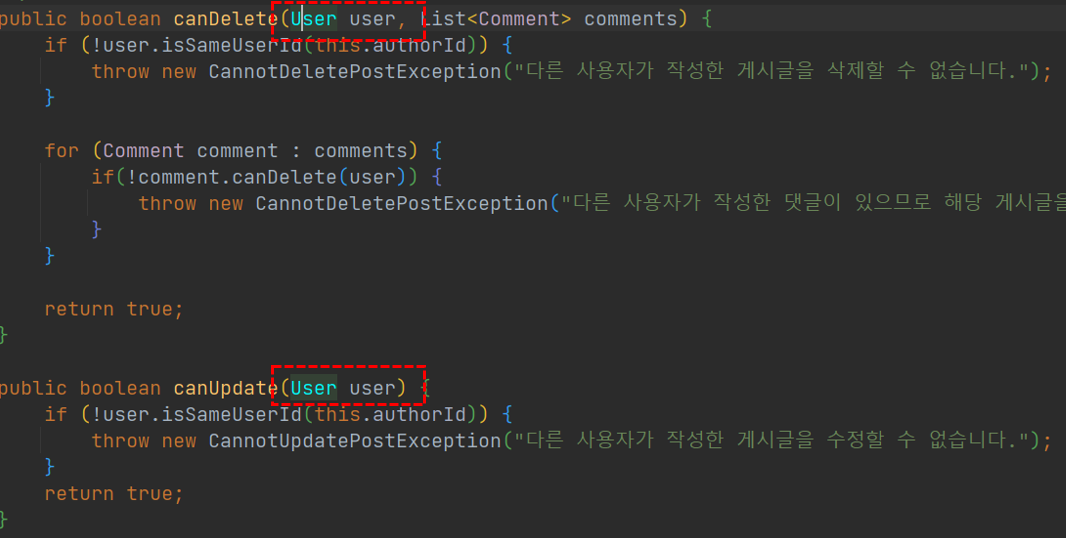 public boolean canDelete(User user, List<Comment> comments) {
if (!user.isSameUserId(this.authorId)) {
throw new CannotDeletePostException("다른 사용자가 작성한 게시글을 삭제할 수 없습니다.");
}
for (Comment comment : comments) {
if(!comment.canDelete(user)) {
throw new CannotDeletePostException("다른 사용자가 작성한 댓글이 있으므로 해당 게시글을
}
}
return true;
}
public boolean canUpdate(User user) {
if (!user.isSameUserId(this.authorId)) {
throw new CannotUpdatePostException("다른 사용자가 작성한 게시글을 수정할 수 없습니다.");
}
return true;
}